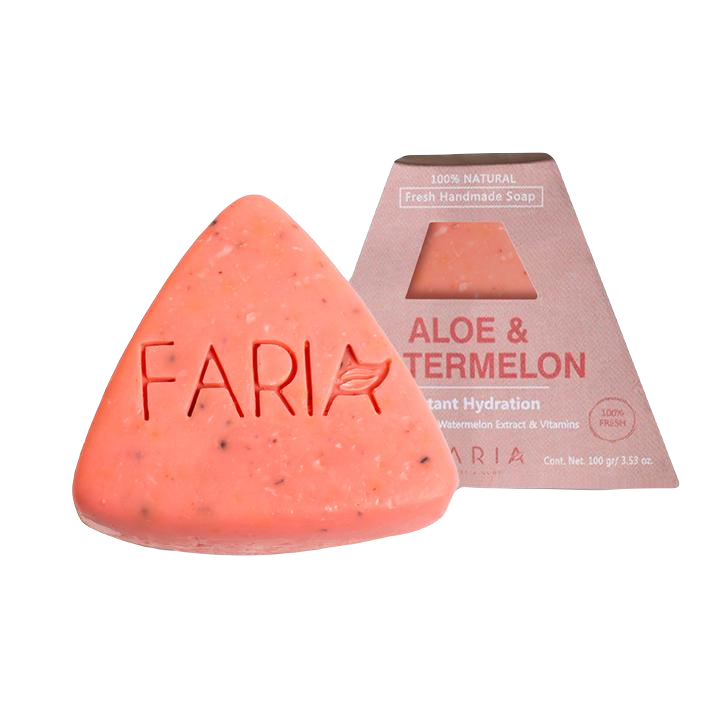 FARIA
100% NATURAL
Fresh Handmade Soap
ALOE &
TERMELON
tant Hydration
Watermelon Extract & Vitamins
100%
FRESH
ARIA
Cont. Net. 100 gr/ 3.53 oz.